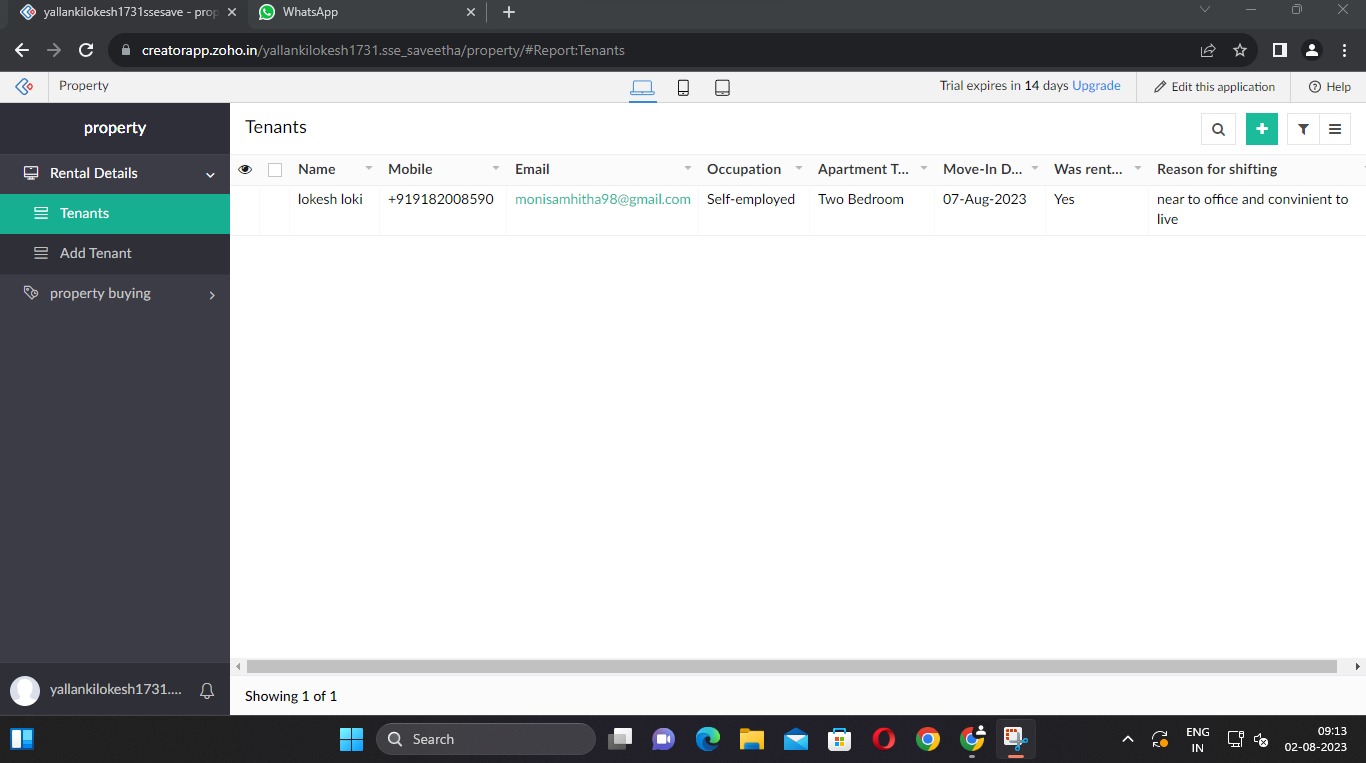 yallankilokesh1731ssesave - prop
WhatsApp
creatorapp.zoho.in/yallankilokesh1731.sse_saveetha/property/#Report:Tenants
Property
Trial expires in 14 days Upgrade
Edit this application
Help
property
Tenants
Rental Details
Name Mobile Email Occupation Apartment T... Move-In D... Was rent... Reason for shifting
Tenants
lokesh loki +919182008590 monisamhitha98@gmail.com Self-employed Two Bedroom 07-Aug-2023 Yes near to office and convinient to
live
Add Tenant
property buying
yallankilokesh1731....
Showing 1 of 1
Search
ENG
IN
09:13
02-08-2023